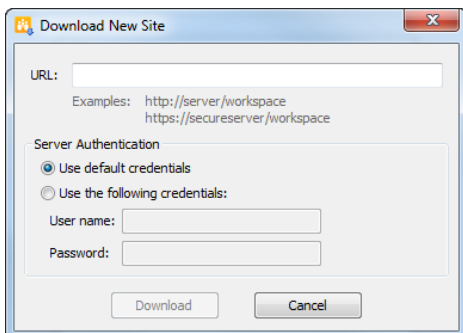 Download New Site
URL:
Examples: http://server/workspace
https://secureserver/workspace
Server Authentication
Use default credentials
Use the following credentials:
User name:
Password:
Download Cancel